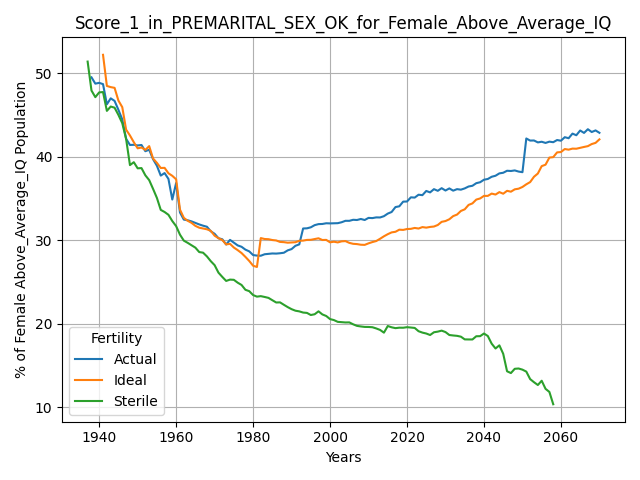 Score_1_in_PREMARITAL_SEX_OK_for_Female_Above_Average_IQ
% of Female Above_Average_IQ Population
50
40
30
20
10
Fertility
Actual
Ideal
Sterile
1940 1960 1980 2000 2020 2040 2060
Years